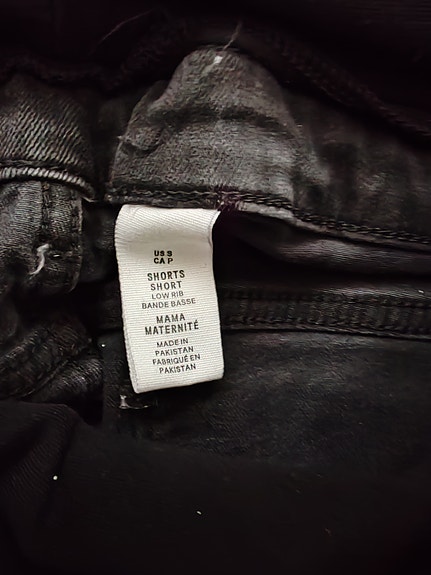 US S
CA P
SHORTS
SHORT
LOW RIB
BANDE BASSE
MAMA
MATERNITÉ
MADE IN
PAKISTAN
FABRIQUÉ EN
PAKISTAN